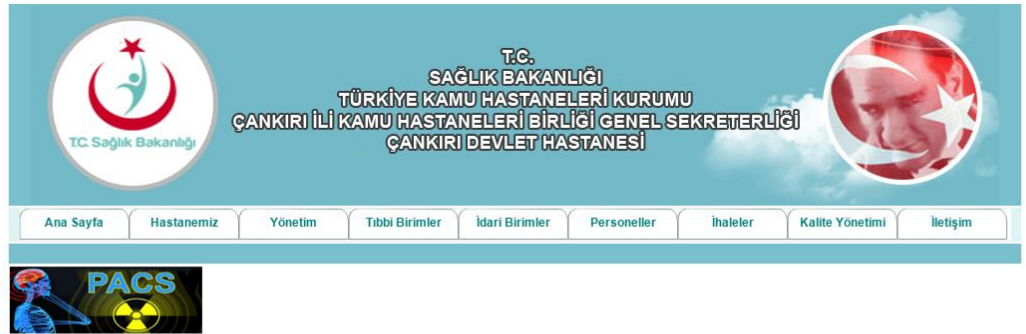 T.C.
SAĞLIK BAKANLIĞI
TÜRKİYE KAMU HASTANELERİ KURUMU
ÇANKIRI İLİ KAMU HASTANELERİ BİRLİĞİ GENEL SEKRETERLİĞİ
ÇANKIRI DEVLET HASTANESİ
T.C. Sağlık Bakanlığı
Ana Sayfa Hastanemiz Yönetim Tıbbi Birimler İdari Birimler Personeller İhaleler Kalite Yönetimi İletişim
PACS